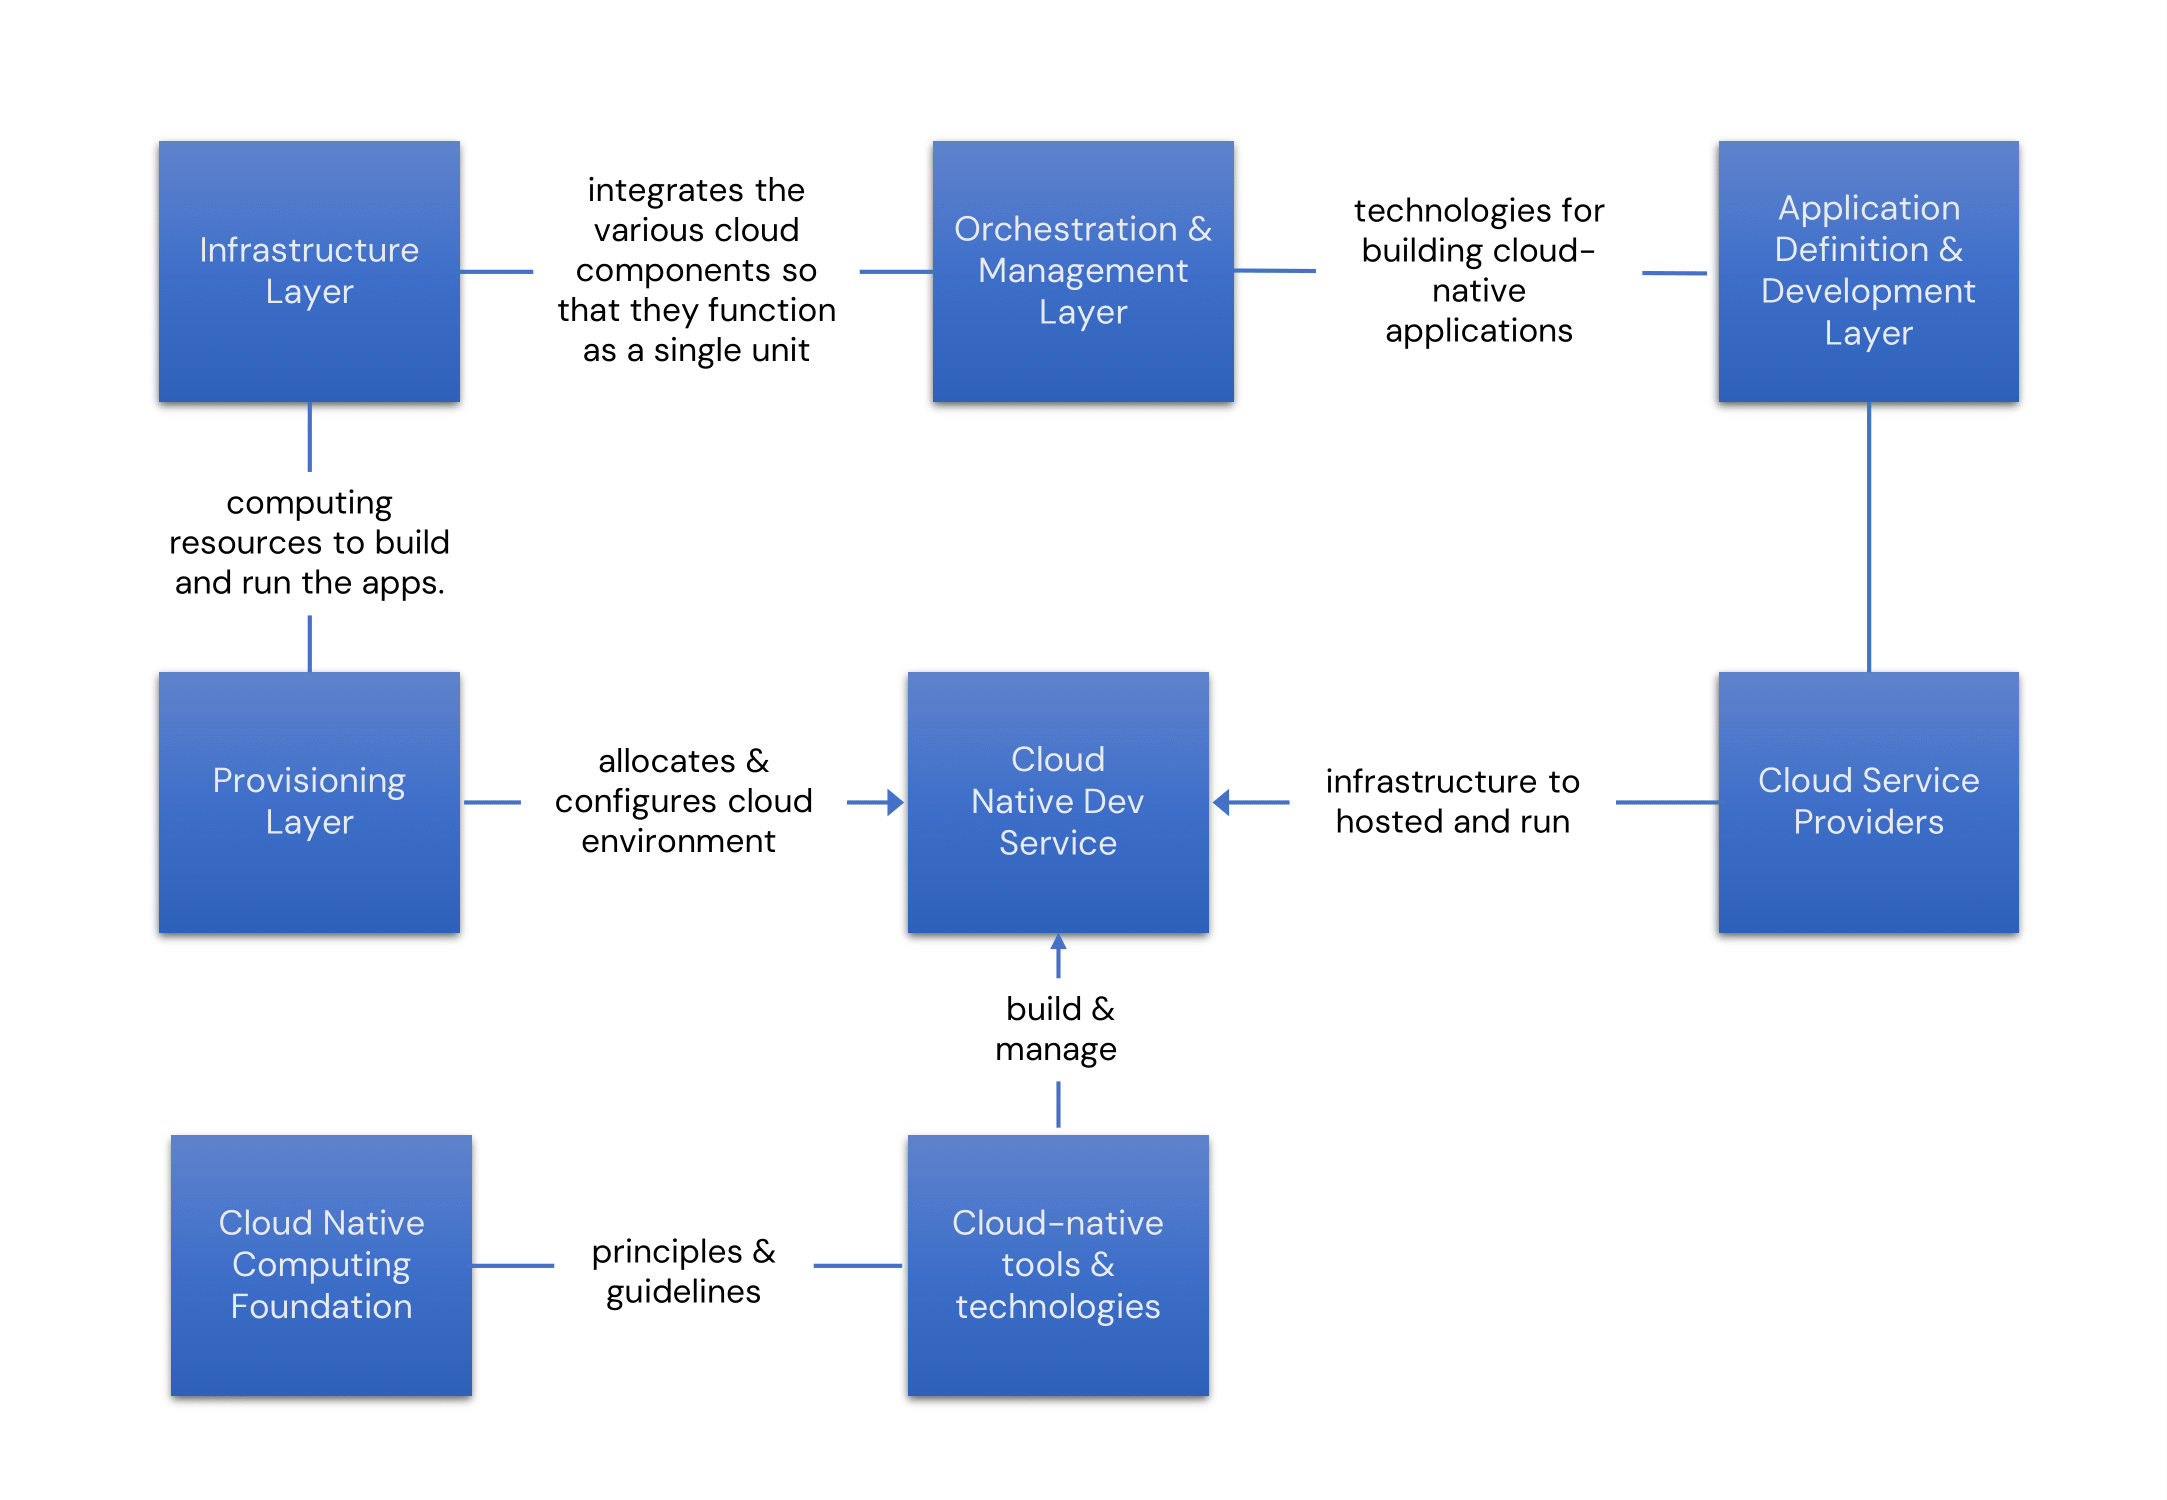 Infrastructure
Layer
integrates the
various cloud
components so
that they function
as a single unit
Orchestration &
Management
Layer
technologies for
building cloud-
native
applications
Application
Definition &
Development
Layer
computing
resources to build
and run the apps.
Provisioning
Layer
allocates &
configures cloud
environment
Cloud
Native Dev
Service
infrastructure to
hosted and run
Cloud Service
Providers
build &
manage
Cloud Native
Computing
Foundation
principles &
guidelines
Cloud-native
tools &
technologies